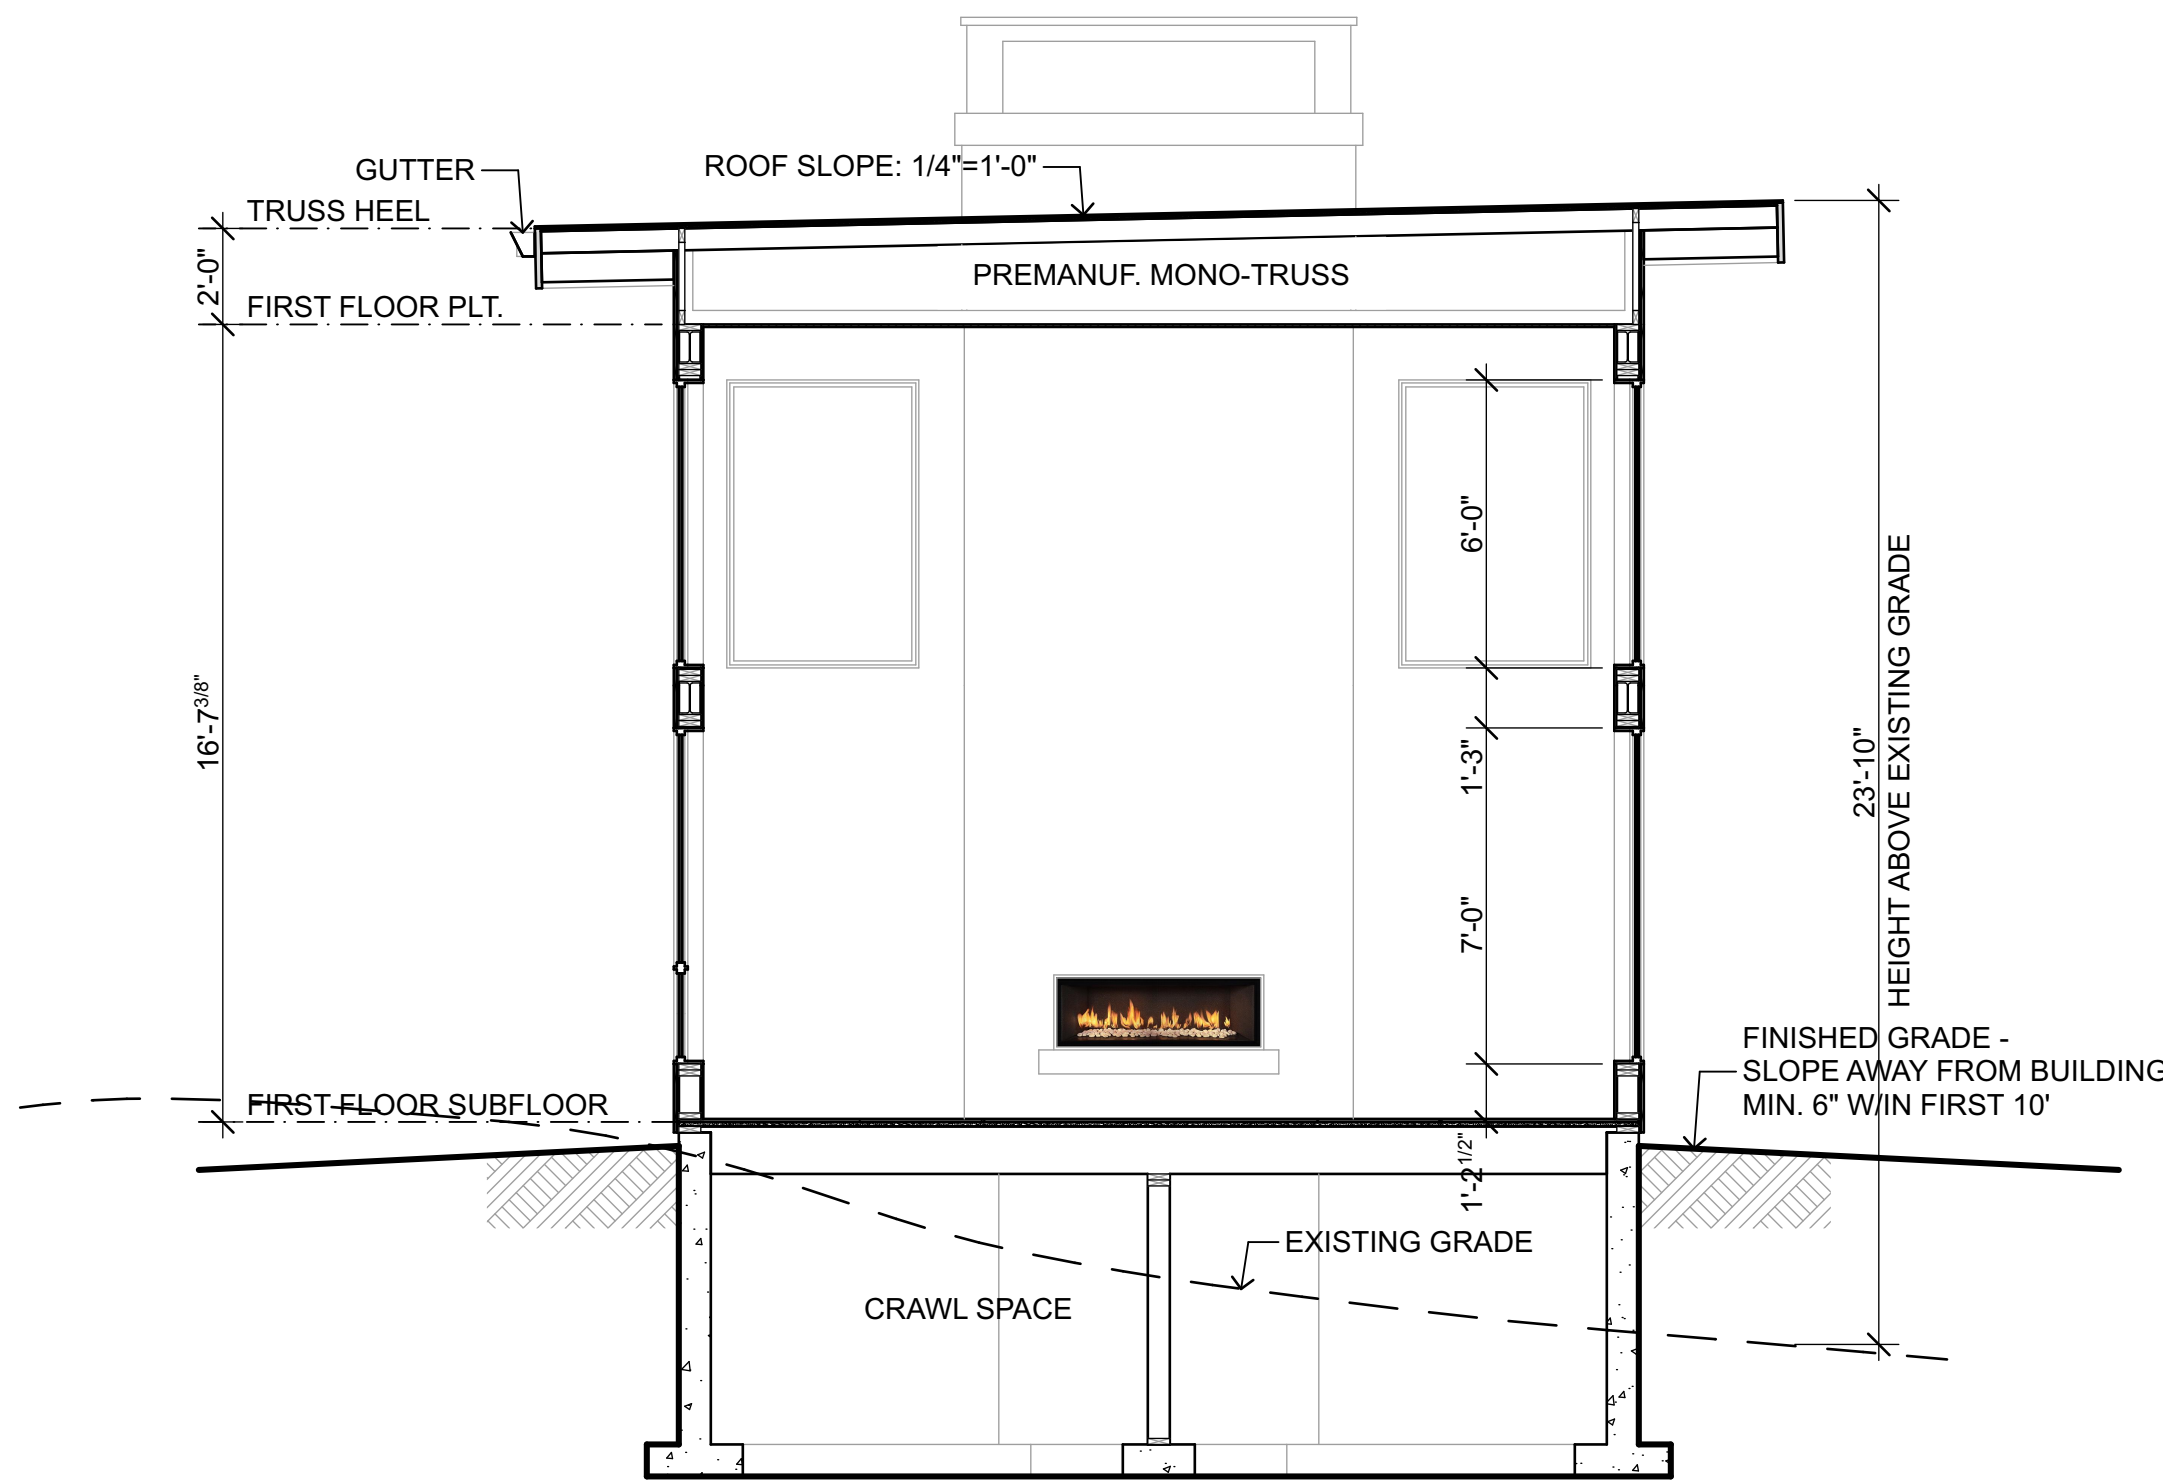 GUTTER
ROOF SLOPE: 1/4"=1'-0"
TRUSS HEEL
2'-0"
PREMANUF. MONO-TRUSS
FIRST FLOOR PLT.
6'-0"
16'-7 3/8"
1'-3"
23'-10"
HEIGHT ABOVE EXISTING GRADE
7'-0"
FINISHED GRADE -
SLOPE AWAY FROM BUILDING
MIN. 6" W/IN FIRST 10'
FIRST FLOOR SUBFLOOR
1'-2 1/2"
EXISTING GRADE
CRAWL SPACE